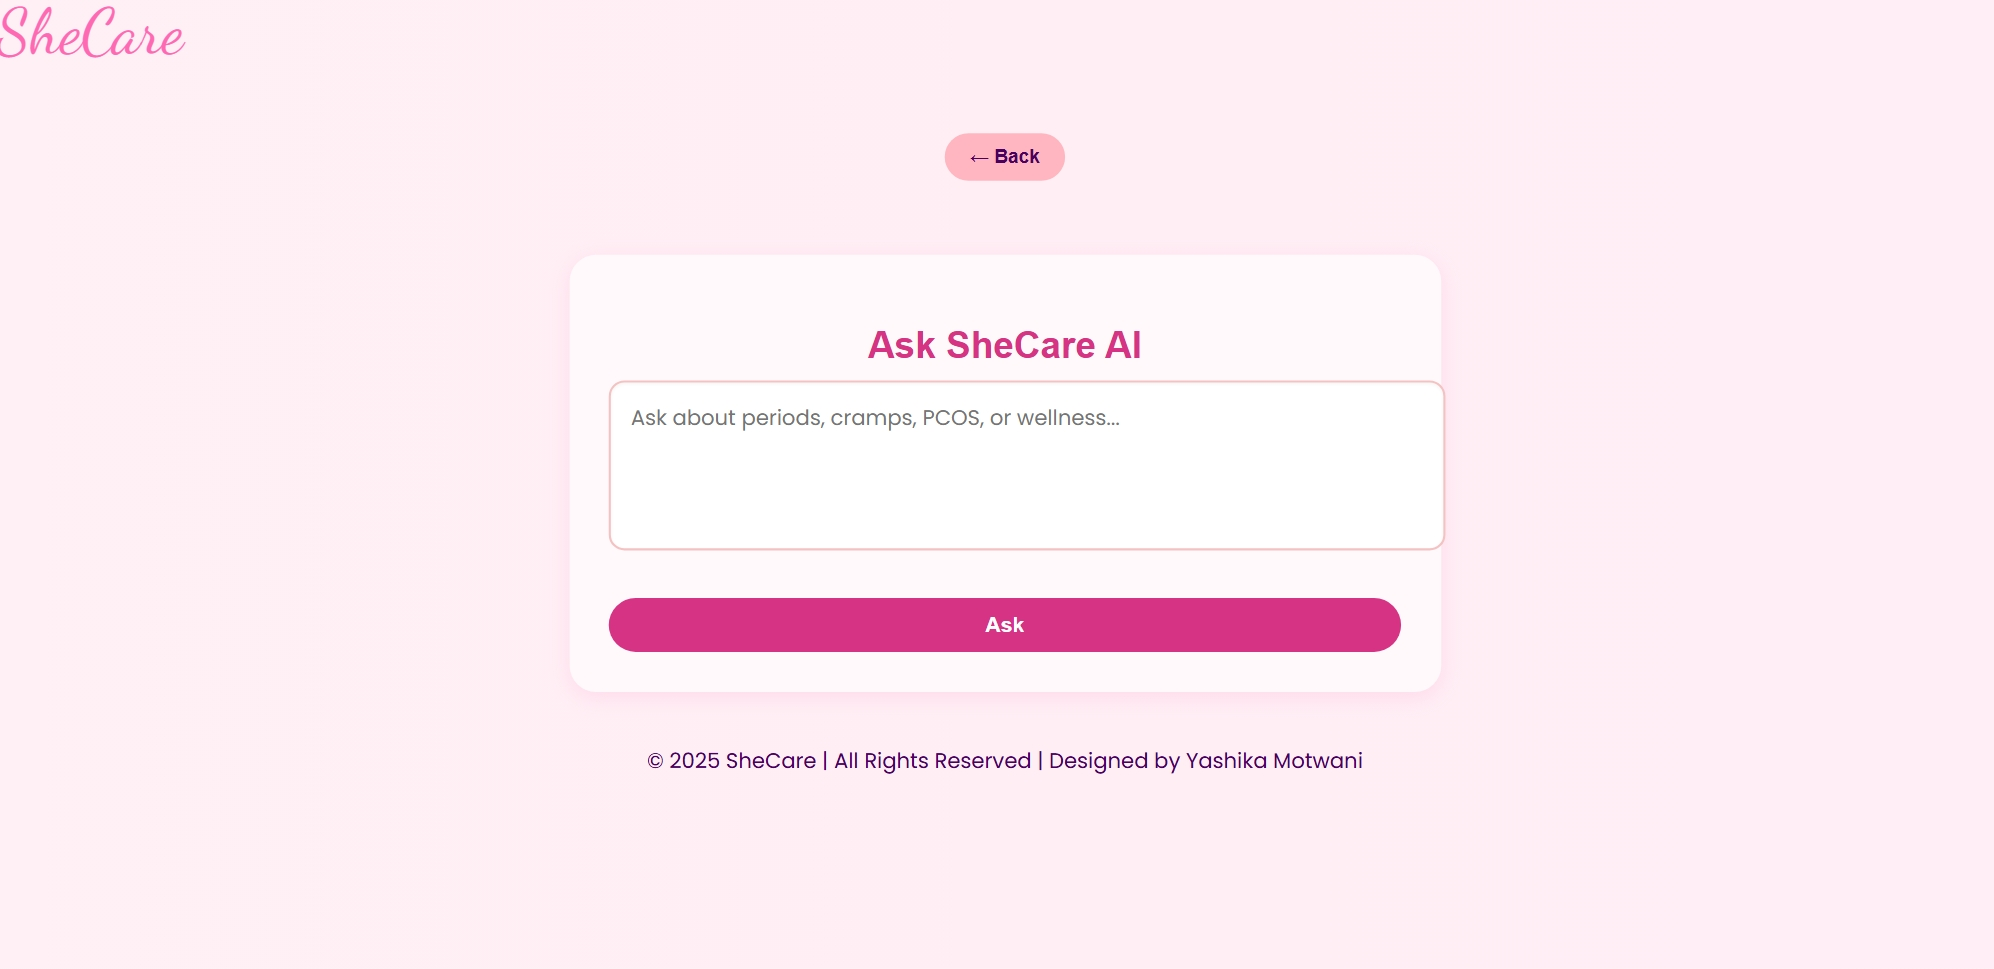 SheCare
← Back
Ask SheCare AI
Ask about periods, cramps, PCOS, or wellness...
Ask
© 2025 SheCare | All Rights Reserved | Designed by Yashika Motwani